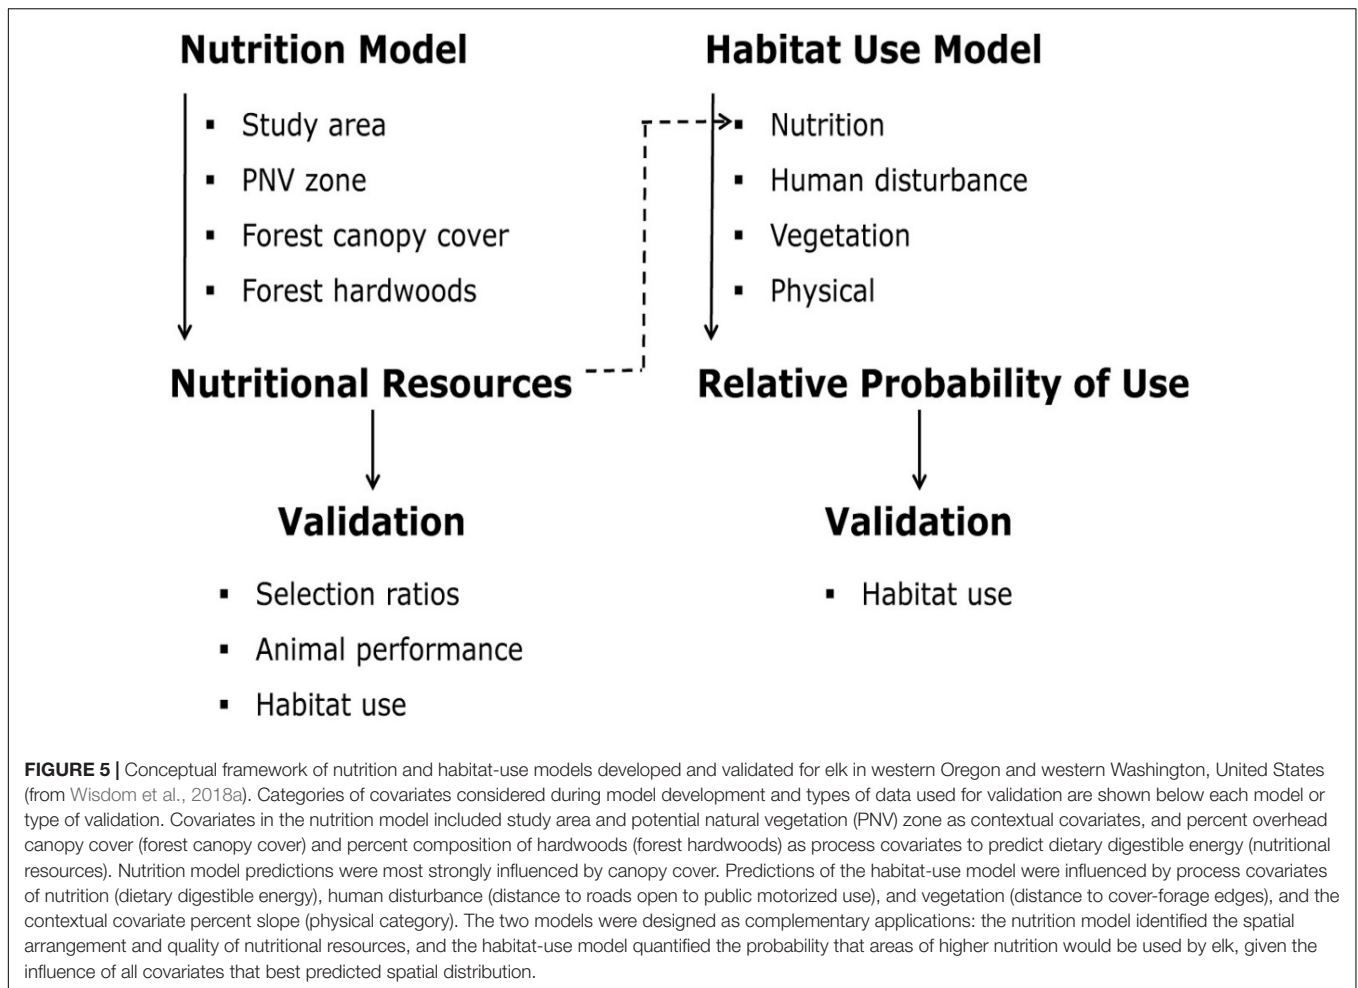 Nutrition Model
▪ Study area
▪ PNV zone
▪ Forest canopy cover
▪ Forest hardwoods
Nutritional Resources
Validation
▪ Selection ratios
▪ Animal performance
▪ Habitat use
Habitat Use Model
▪ Nutrition
▪ Human disturbance
▪ Vegetation
▪ Physical
Relative Probability of Use
Validation
▪ Habitat use
FIGURE 5 | Conceptual framework of nutrition and habitat-use models developed and validated for elk in western Oregon and western Washington, United States
(from Wisdom et al., 2018a). Categories of covariates considered during model development and types of data used for validation are shown below each model or
type of validation. Covariates in the nutrition model included study area and potential natural vegetation (PNV) zone as contextual covariates, and percent overhead
canopy cover (forest canopy cover) and percent composition of hardwoods (forest hardwoods) as process covariates to predict dietary digestible energy (nutritional
resources). Nutrition model predictions were most strongly influenced by canopy cover. Predictions of the habitat-use model were influenced by process covariates
of nutrition (dietary digestible energy), human disturbance (distance to roads open to public motorized use), and vegetation (distance to cover-forage edges), and the
contextual covariate percent slope (physical category). The two models were designed as complementary applications: the nutrition model identified the spatial
arrangement and quality of nutritional resources, and the habitat-use model quantified the probability that areas of higher nutrition would be used by elk, given the
influence of all covariates that best predicted spatial distribution.